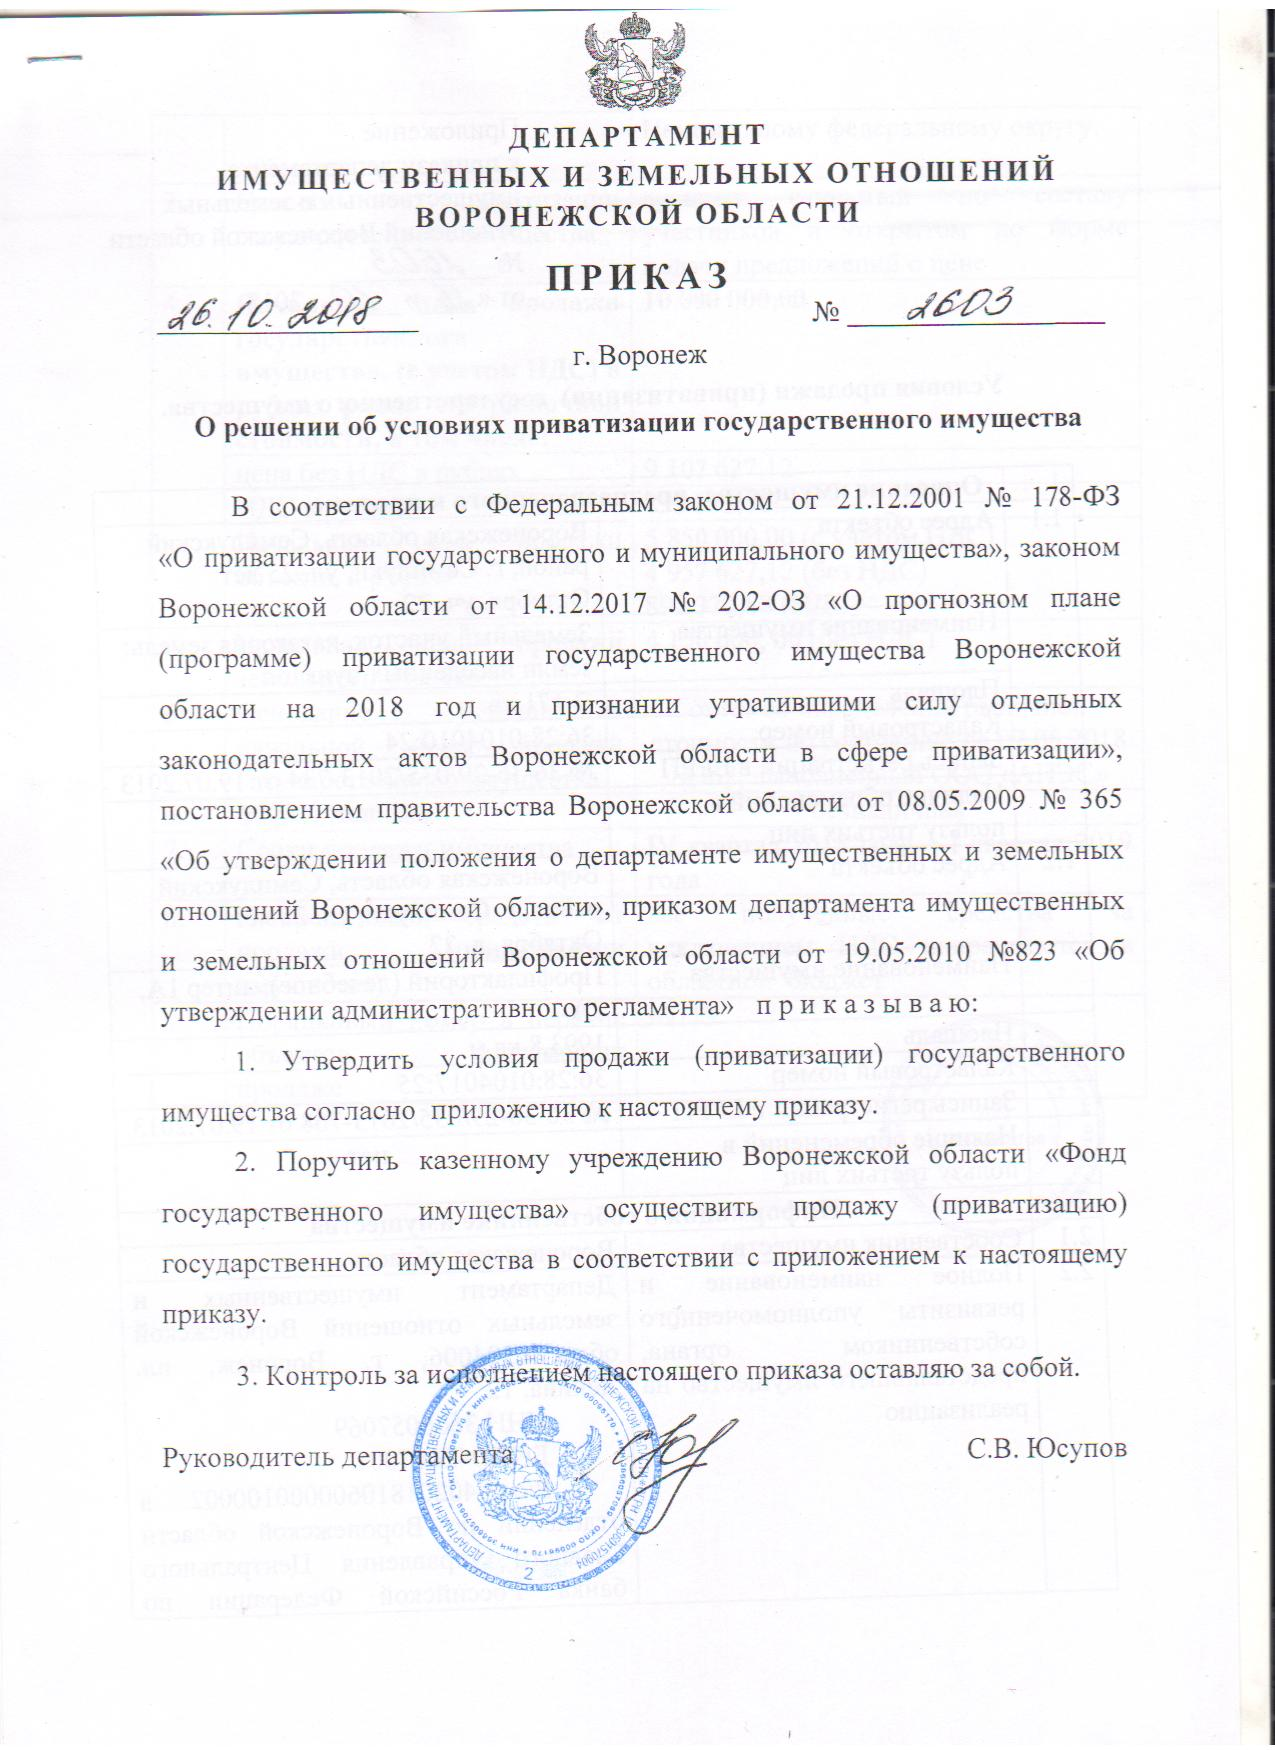 ДЕПАРТАМЕНТ
ИМУЩЕСТВЕННЫХ И ЗЕМЕЛЬНЫХ ОТНОШЕНИЙ
ВОРОНЕЖСКОЙ ОБЛАСТИ
ПРИКАЗ
26.10.2018 № 2603
г. Воронеж
О решении об условиях приватизации государственного имущества
В соответствии с Федеральным законом от 21.12.2001 № 178-ФЗ
«О приватизации государственного и муниципального имущества», законом
Воронежской области от 14.12.2017 № 202-ОЗ «О прогнозном плане
(программе) приватизации государственного имущества Воронежской
области на 2018 год и признании утратившими силу отдельных
законодательных актов Воронежской области в сфере приватизации»,
постановлением правительства Воронежской области от 08.05.2009 № 365
«Об утверждении положения о департаменте имущественных и земельных
отношений Воронежской области», приказом департамента имущественных
и земельных отношений Воронежской области от 19.05.2010 №823 «Об
утверждении административного регламента» п р и к а з ы в а ю:
1. Утвердить условия продажи (приватизации) государственного
имущества согласно приложению к настоящему приказу.
2. Поручить казенному учреждению Воронежской области «Фонд
государственного имущества» осуществить продажу (приватизацию)
государственного имущества в соответствии с приложением к настоящему
приказу.
3. Контроль за исполнением настоящего приказа оставляю за собой.
Руководитель департамента С.В. Юсупов
2